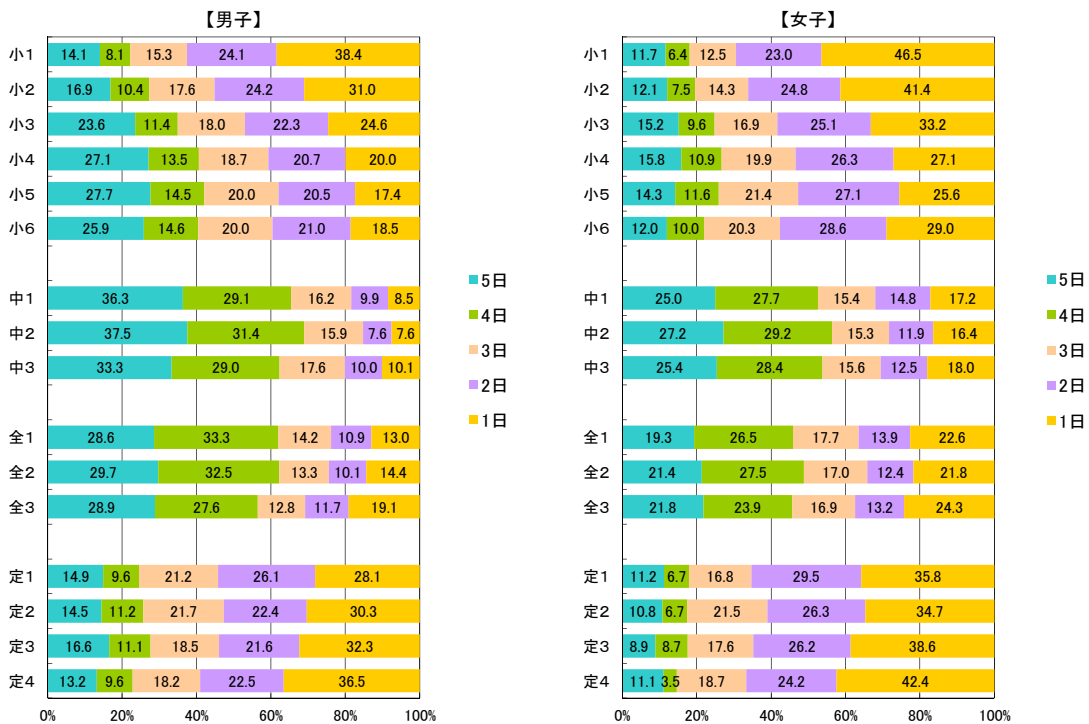 【男子】
小1 14.1 8.1 15.3 24.1 38.4
小2 16.9 10.4 17.6 24.2 31.0
小3 23.6 11.4 18.0 22.3 24.6
小4 27.1 13.5 18.7 20.7 20.0
小5 27.7 14.5 20.0 20.5 17.4
小6 25.9 14.6 20.0 21.0 18.5
中1 36.3 29.1 16.2 9.9 8.5
中2 37.5 31.4 15.9 7.6 7.6
中3 33.3 29.0 17.6 10.0 10.1
全1 28.6 33.3 14.2 10.9 13.0
全2 29.7 32.5 13.3 10.1 14.4
全3 28.9 27.6 12.8 11.7 19.1
定1 14.9 9.6 21.2 26.1 28.1
定2 14.5 11.2 21.7 22.4 30.3
定3 16.6 11.1 18.5 21.6 32.3
定4 13.2 9.6 18.2 22.5 36.5
0% 20% 40% 60% 80% 100%
5日
4日
3日
2日
1日
【女子】
小1 11.7 6.4 12.5 23.0 46.5
小2 12.1 7.5 14.3 24.8 41.4
小3 15.2 9.6 16.9 25.1 33.2
小4 15.8 10.9 19.9 26.3 27.1
小5 14.3 11.6 21.4 27.1 25.6
小6 12.0 10.0 20.3 28.6 29.0
中1 25.0 27.7 15.4 14.8 17.2
中2 27.2 29.2 15.3 11.9 16.4
中3 25.4 28.4 15.6 12.5 18.0
全1 19.3 26.5 17.7 13.9 22.6
全2 21.4 27.5 17.0 12.4 21.8
全3 21.8 23.9 16.9 13.2 24.3
定1 11.2 6.7 16.8 29.5 35.8
定2 10.8 6.7 21.5 26.3 34.7
定3 8.9 8.7 17.6 26.2 38.6
定4 11.1 3.5 18.7 24.2 42.4
0% 20% 40% 60% 80% 100%
5日
4日
3日
2日
1日